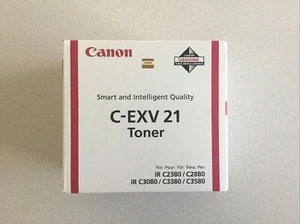 Canon
GENUINE
Smart and Intelligent Quality
C-EXV 21
Toner
For: Pour: Für: Para: Per:
iR C2380 / C2880
iR C3080 / C3380 / C3580